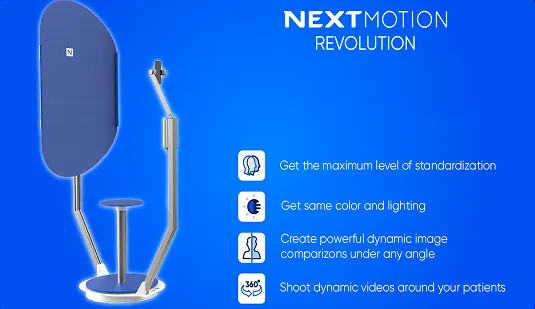 NEXTMOTION
REVOLUTION
N
Get the maximum level of standardization
Get same color and lighting
Create powerful dynamic image
comparizons under any angle
360°
Shoot dynamic videos around your patients